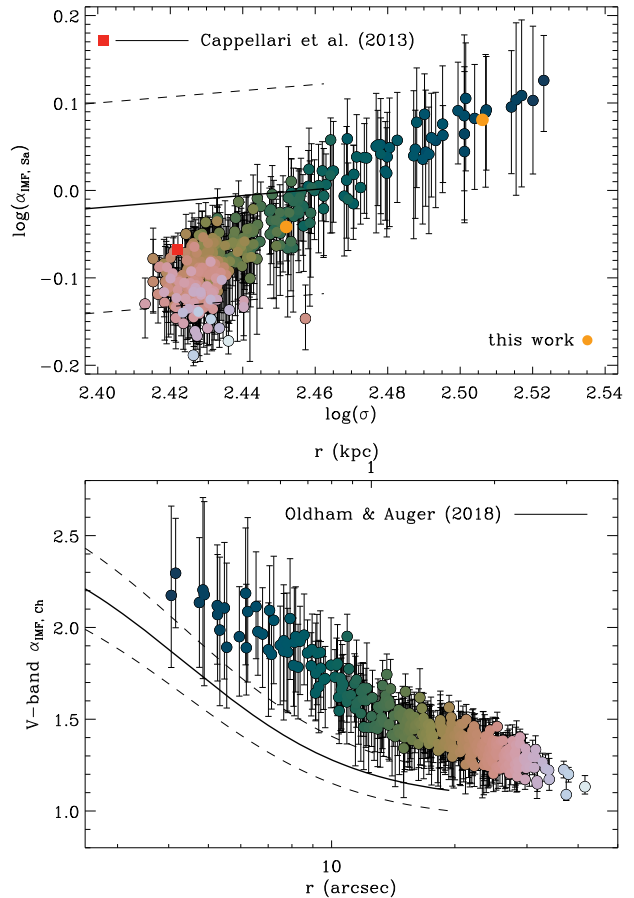 0.2
Cappellari et al. (2013)
0.1
0.0
−0.1
−0.2
log(α_IMF, Sa)
this work
2.40 2.42 2.44 2.46 2.48 2.50 2.52 2.54
log(σ)
r (kpc)
1
Oldham & Auger (2018)
2.5
2.0
1.5
1.0
V−band α_IMF, Ch
10
r (arcsec)